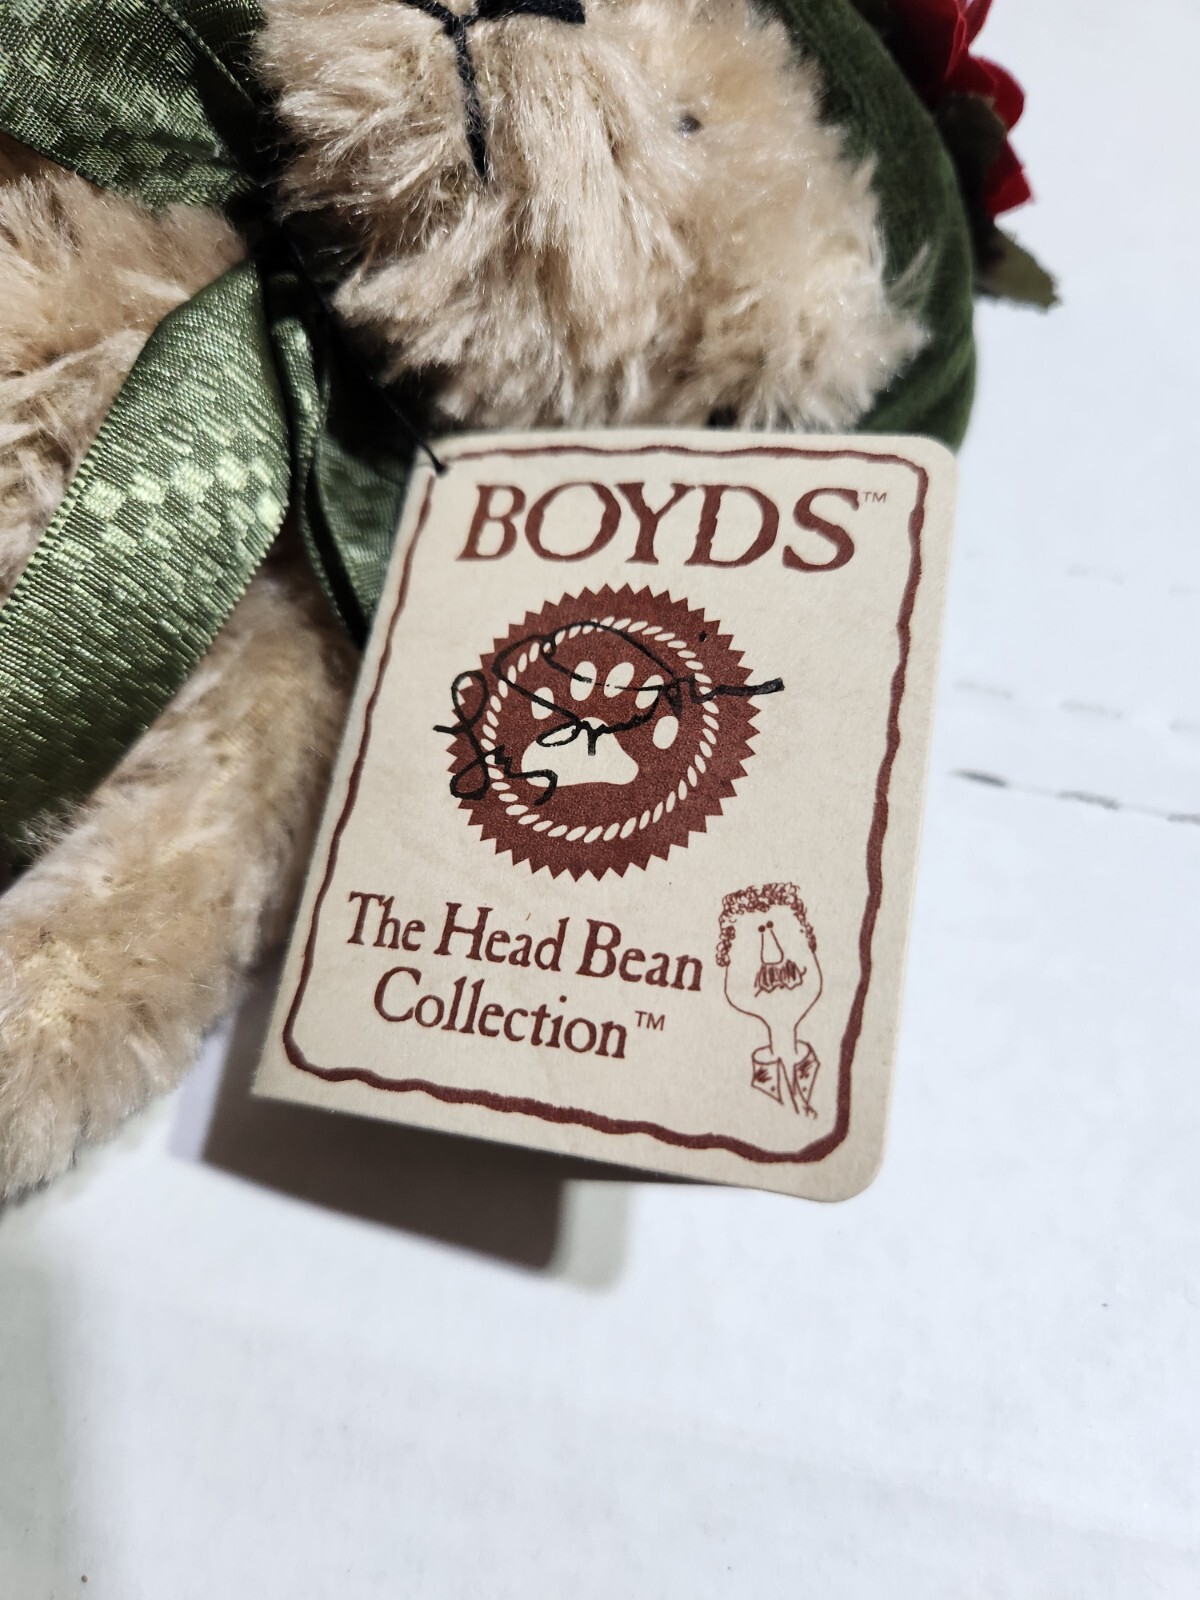 BOYDS™
The Head Bean
Collection™